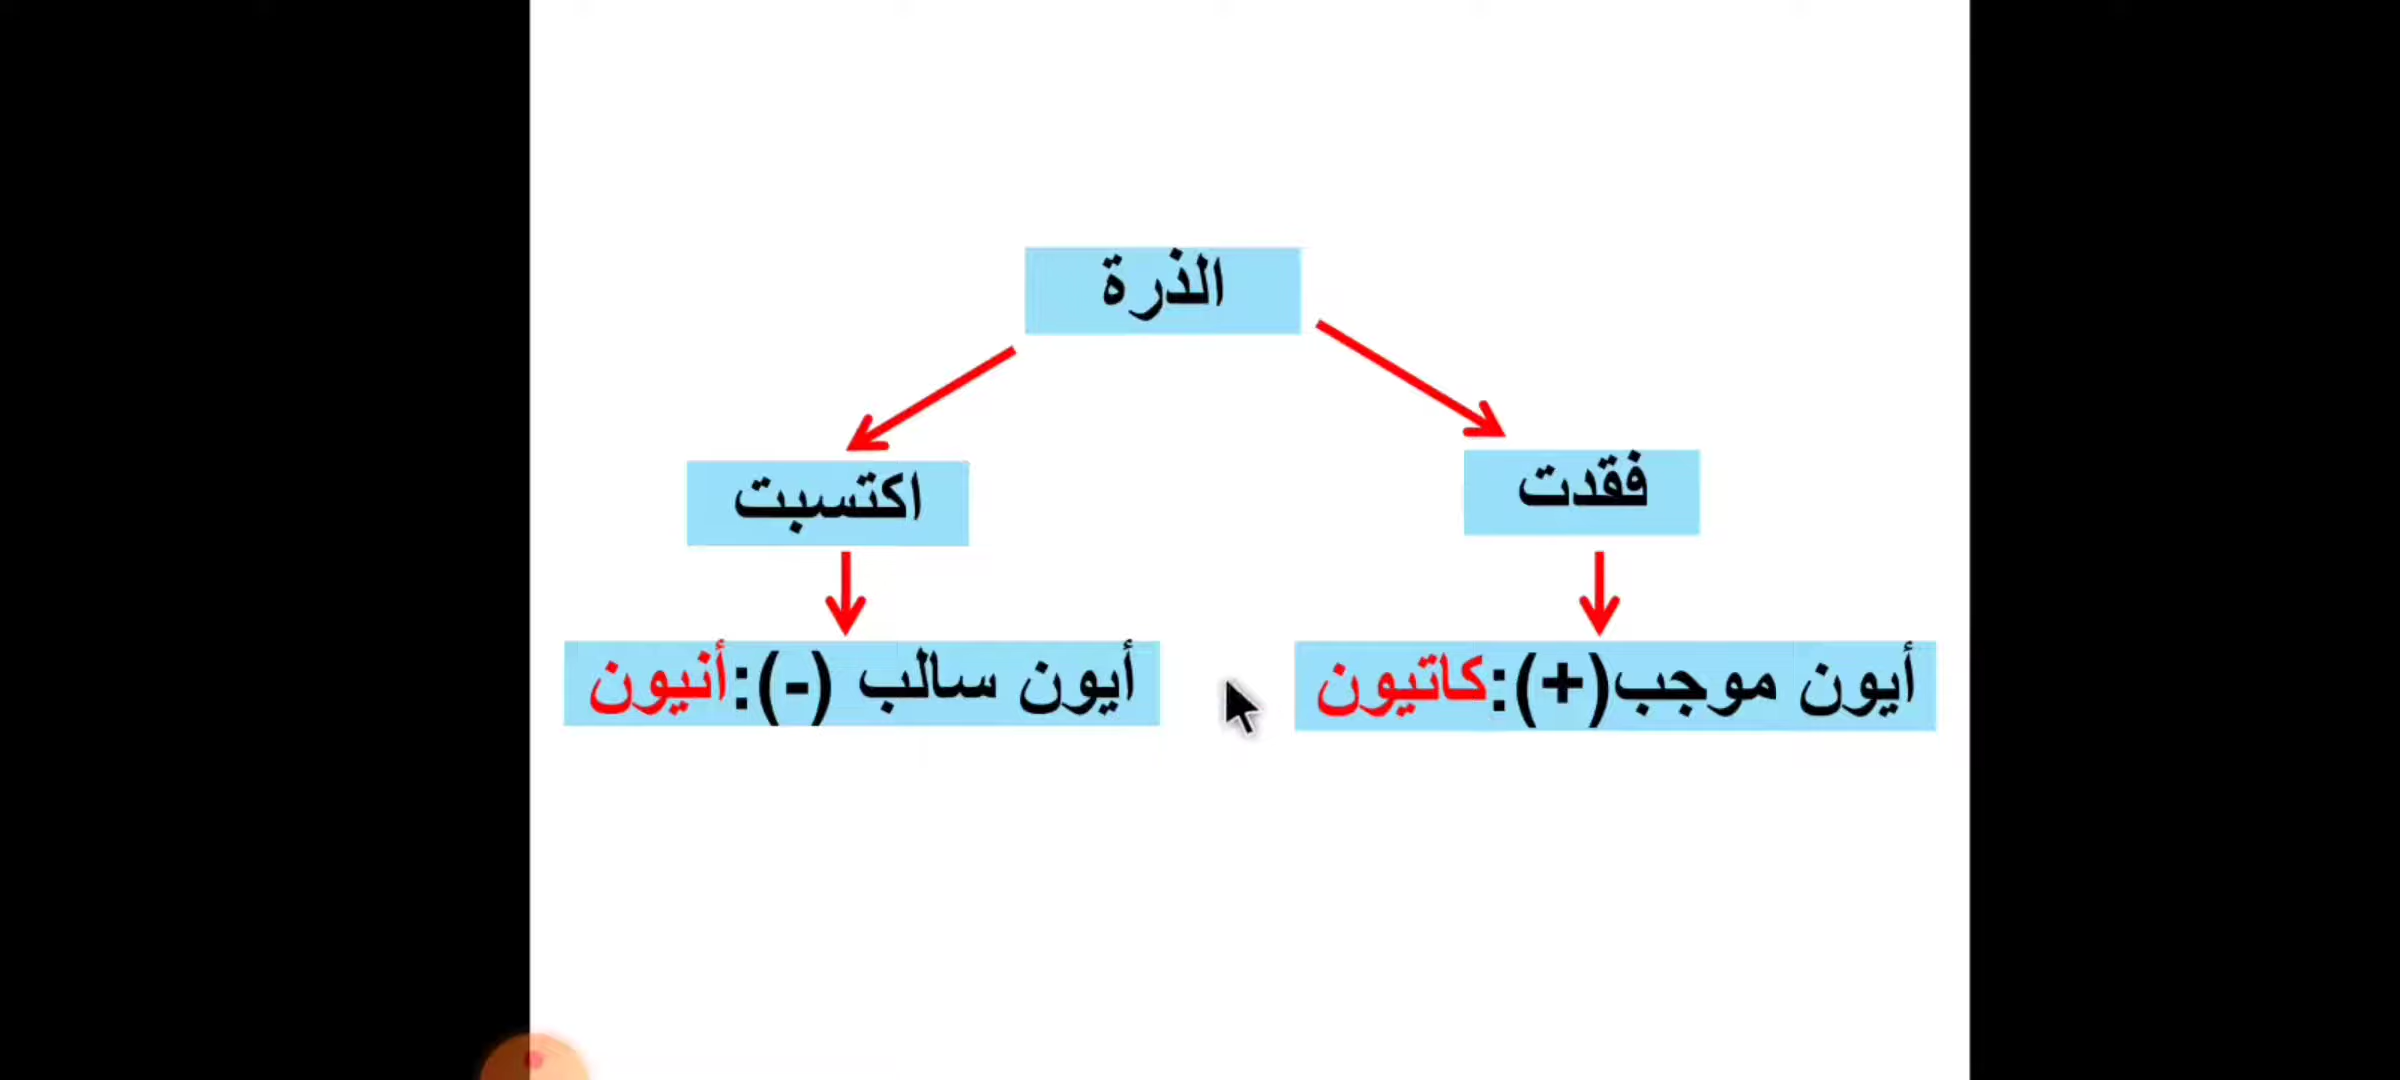 الذرة
فقدت
اكتسبت
أيون موجب(+):كاتيون
أيون سالب (-):أنيون